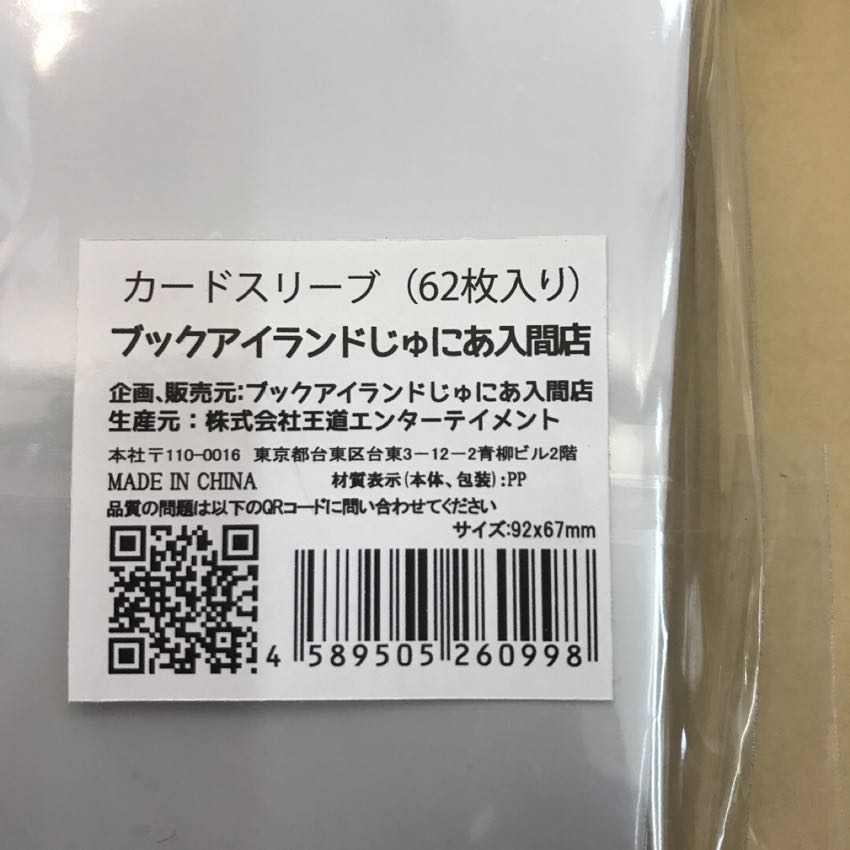 カードスリーブ（62枚入り）
ブックアイランドじゅにあ入間店
企画、販売元：ブックアイランドじゅにあ入間店
生産元：株式会社王道エンターテイメント
本社〒110-0016 東京都台東区台東3-12-2青柳ビル2階
MADE IN CHINA 材質表示（本体、包装）：PP
品質の問題は以下のQRコードに問い合わせてください
サイズ：92x67mm
4 589505 260998